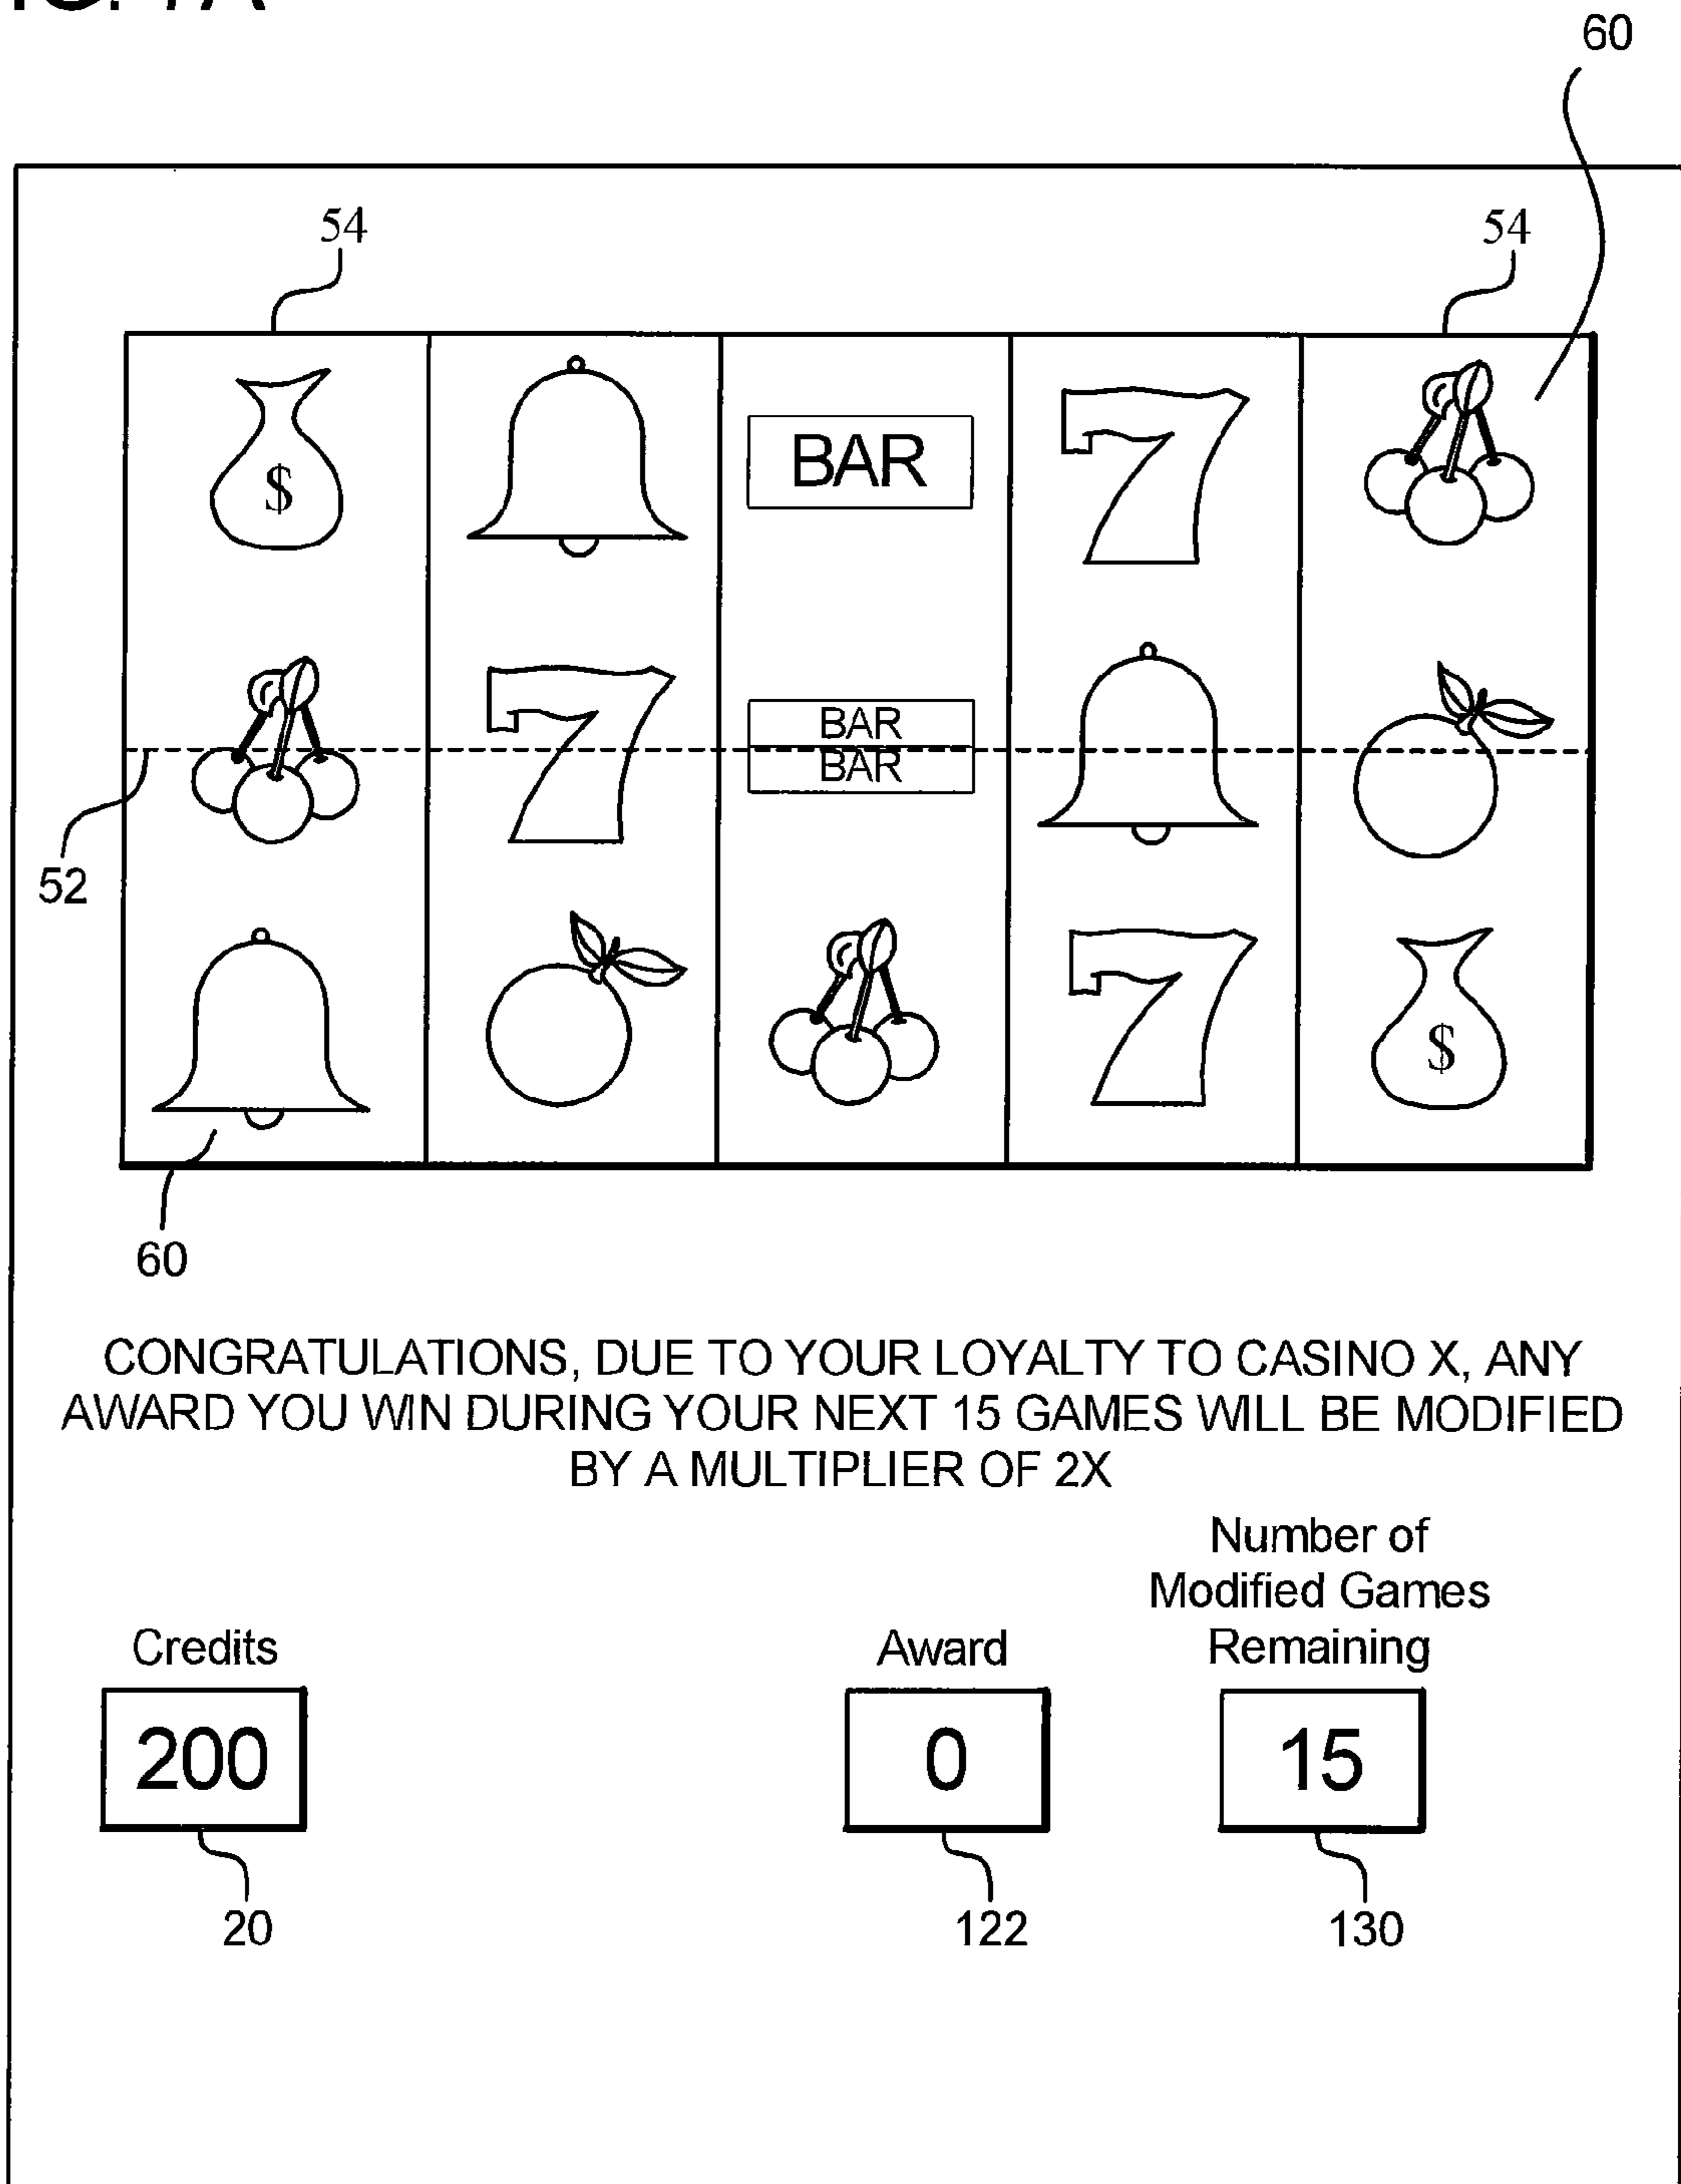 60
54
54
$
BAR
BAR
BAR
52
$
60
CONGRATULATIONS, DUE TO YOUR LOYALTY TO CASINO X, ANY
AWARD YOU WIN DURING YOUR NEXT 15 GAMES WILL BE MODIFIED
BY A MULTIPLIER OF 2X
Number of
Modified Games
Remaining
Credits
Award
200
0
15
20
122
130